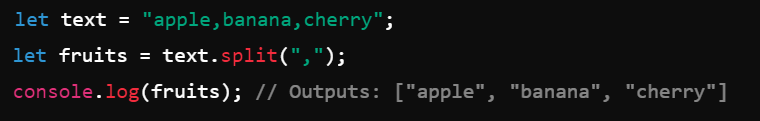 let text = "apple,banana,cherry";
let fruits = text.split(",");
console.log(fruits); // Outputs: ["apple", "banana", "cherry"]